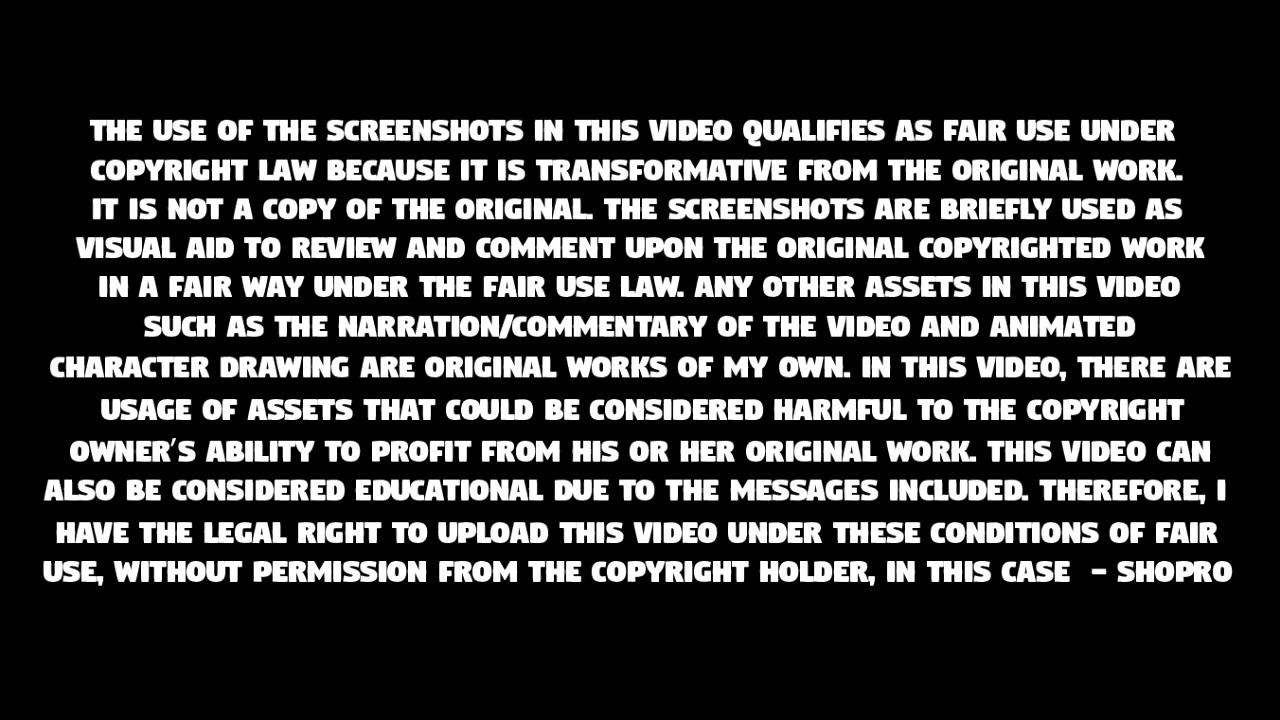 THE USE OF THE SCREENSHOTS IN THIS VIDEO QUALIFIES AS FAIR USE UNDER
COPYRIGHT LAW BECAUSE IT IS TRANSFORMATIVE FROM THE ORIGINAL WORK.
IT IS NOT A COPY OF THE ORIGINAL. THE SCREENSHOTS ARE BRIEFLY USED AS
VISUAL AID TO REVIEW AND COMMENT UPON THE ORIGINAL COPYRIGHTED WORK
IN A FAIR WAY UNDER THE FAIR USE LAW. ANY OTHER ASSETS IN THIS VIDEO
SUCH AS THE NARRATION/COMMENTARY OF THE VIDEO AND ANIMATED
CHARACTER DRAWING ARE ORIGINAL WORKS OF MY OWN. IN THIS VIDEO, THERE ARE
USAGE OF ASSETS THAT COULD BE CONSIDERED HARMFUL TO THE COPYRIGHT
OWNER'S ABILITY TO PROFIT FROM HIS OR HER ORIGINAL WORK. THIS VIDEO CAN
ALSO BE CONSIDERED EDUCATIONAL DUE TO THE MESSAGES INCLUDED. THEREFORE, I
HAVE THE LEGAL RIGHT TO UPLOAD THIS VIDEO UNDER THESE CONDITIONS OF FAIR
USE, WITHOUT PERMISSION FROM THE COPYRIGHT HOLDER, IN THIS CASE - SHOPRO